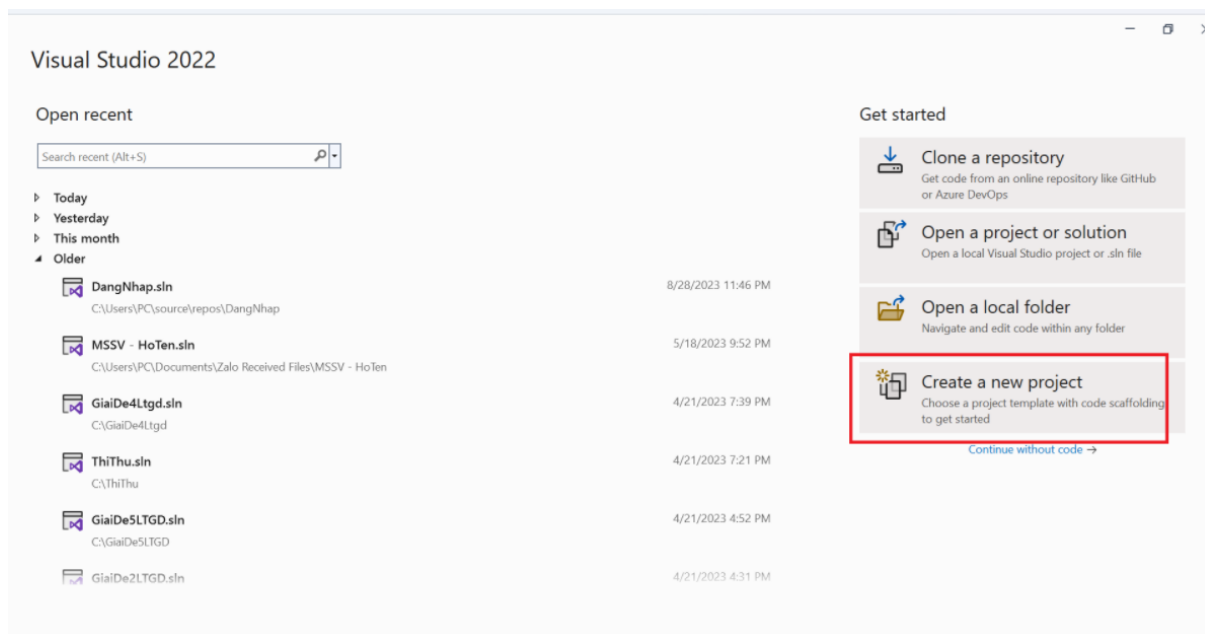 Visual Studio 2022
Open recent
Search recent (Alt+S)
Today
Yesterday
This month
Older
DangNhap.sln
8/28/2023 11:46 PM
C:\Users\PC\source\repos\DangNhap
MSSV - HoTen.sln
5/18/2023 9:52 PM
C:\Users\PC\Documents\Zalo Received Files\MSSV - HoTen
GiaiDe4Ltgd.sln
4/21/2023 7:39 PM
C:\GiaiDe4Ltgd
ThiThu.sln
4/21/2023 7:21 PM
C:\ThiThu
GiaiDe5LTGD.sln
4/21/2023 4:52 PM
C:\GiaiDe5LTGD
GiaiDe2LTGD.sln
4/21/2023 4:31 PM
Get started
Clone a repository
Get code from an online repository like GitHub
or Azure DevOps
Open a project or solution
Open a local Visual Studio project or .sln file
Open a local folder
Navigate and edit code within any folder
Create a new project
Choose a project template with code scaffolding
to get started
Continue without code →